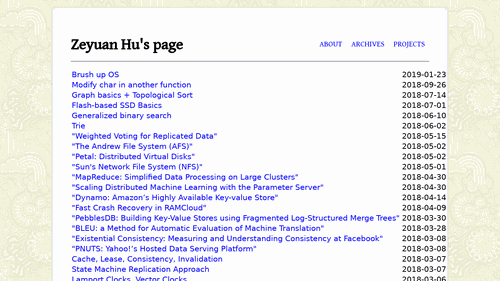 Zeyuan Hu's page
ABOUT ARCHIVES PROJECTS
Brush up OS 2019-01-23
Modify char in another function 2018-09-26
Graph basics + Topological Sort 2018-07-14
Flash-based SSD Basics 2018-07-01
Generalized binary search 2018-06-10
Trie 2018-06-02
"Weighted Voting for Replicated Data" 2018-05-15
"The Andrew File System (AFS)" 2018-05-02
"Petal: Distributed Virtual Disks" 2018-05-02
"Sun's Network File System (NFS)" 2018-05-01
"MapReduce: Simplified Data Processing on Large Clusters" 2018-04-30
"Scaling Distributed Machine Learning with the Parameter Server" 2018-04-30
"Dynamo: Amazon's Highly Available Key-value Store" 2018-04-14
"Fast Crash Recovery in RAMCloud" 2018-04-09
"PebblesDB: Building Key-Value Stores using Fragmented Log-Structured Merge Trees" 2018-03-30
"BLEU: a Method for Automatic Evaluation of Machine Translation" 2018-03-28
"Existential Consistency: Measuring and Understanding Consistency at Facebook" 2018-03-08
"PNUTS: Yahoo!'s Hosted Data Serving Platform" 2018-03-08
Cache, Lease, Consistency, Invalidation 2018-03-07
State Machine Replication Approach 2018-03-07
Lamport Clocks, Vector Clocks 2018-03-06